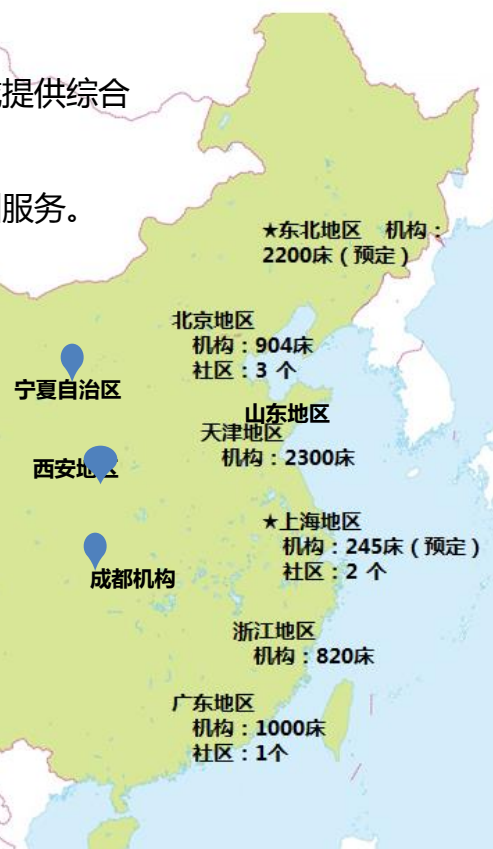 提供综合
服务。
★东北地区 机构：
2200床（预定）
北京地区
机构：904床
社区：3 个
宁夏自治区
山东地区
天津地区
机构：2300床
西安地区
★上海地区
机构：245床（预定）
社区：2 个
成都机构
浙江地区
机构：820床
广东地区
机构：1000床
社区：1个